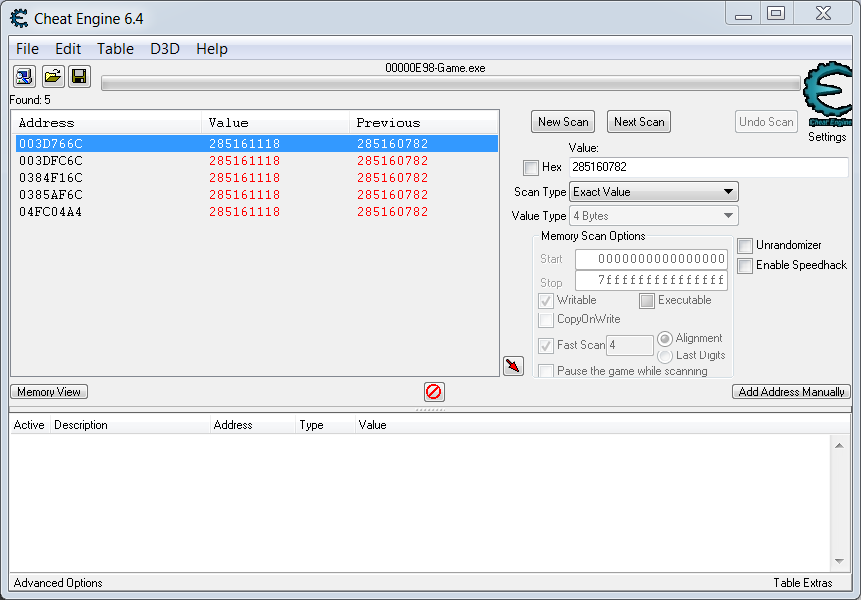 Cheat Engine 6.4
File Edit Table D3D Help
00000E98-Game.exe
Found: 5
Address Value Previous
003D766C 285161118 285160782
003DFC6C 285161118 285160782
0384F16C 285161118 285160782
0385AF6C 285161118 285160782
04FC04A4 285161118 285160782
New Scan Next Scan Undo Scan
Cheat Engine
Settings
Value:
Hex 285160782
Scan Type Exact Value
Value Type 4 Bytes
Memory Scan Options
Start 0000000000000000
Stop 7fffffffffffffff
Writable Executable
CopyOnWrite
Fast Scan 4 Alignment
Last Digits
Pause the game while scanning
Unrandomizer
Enable Speedhack
Memory View Add Address Manually
Active Description Address Type Value
Advanced Options Table Extras